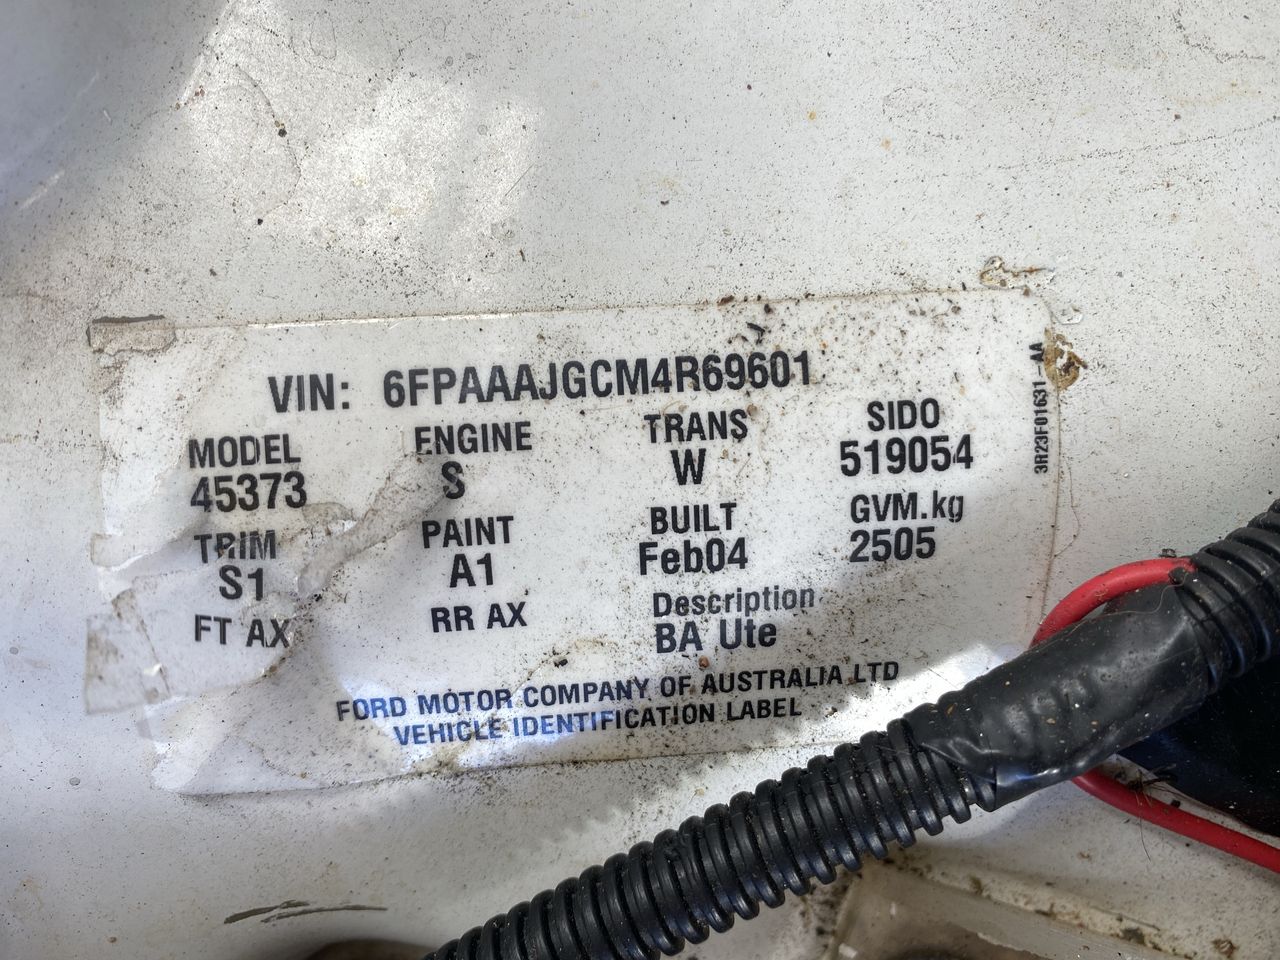 VIN: 6FPAAAJGCM4R69601
MODEL ENGINE TRANS SIDO
45373 S W 519054
TRIM PAINT BUILT GVM.kg
S1 A1 Feb04 2505
FT AX RR AX Description
BA Ute
FORD MOTOR COMPANY OF AUSTRALIA LTD
VEHICLE IDENTIFICATION LABEL
3R23F01631 AA